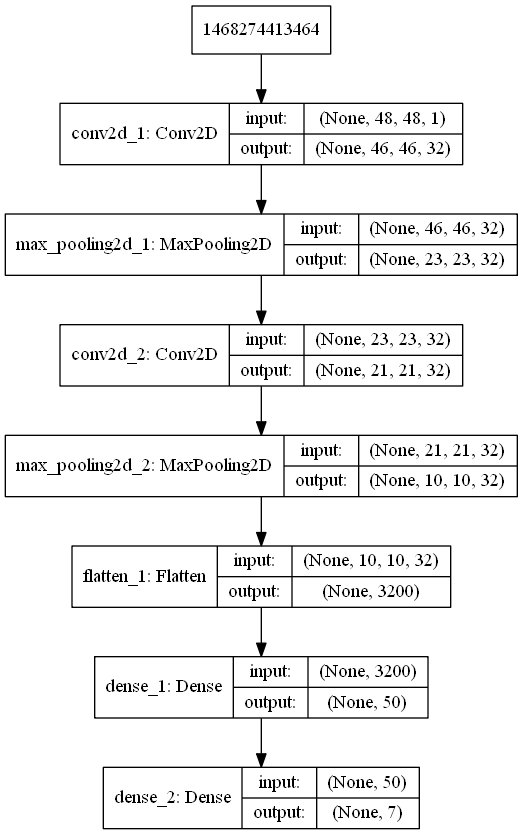 1468274413464
conv2d_1: Conv2D
input:
(None, 48, 48, 1)
output:
(None, 46, 46, 32)
max_pooling2d_1: MaxPooling2D
input:
(None, 46, 46, 32)
output:
(None, 23, 23, 32)
conv2d_2: Conv2D
input:
(None, 23, 23, 32)
output:
(None, 21, 21, 32)
max_pooling2d_2: MaxPooling2D
input:
(None, 21, 21, 32)
output:
(None, 10, 10, 32)
flatten_1: Flatten
input:
(None, 10, 10, 32)
output:
(None, 3200)
dense_1: Dense
input:
(None, 3200)
output:
(None, 50)
dense_2: Dense
input:
(None, 50)
output:
(None, 7)